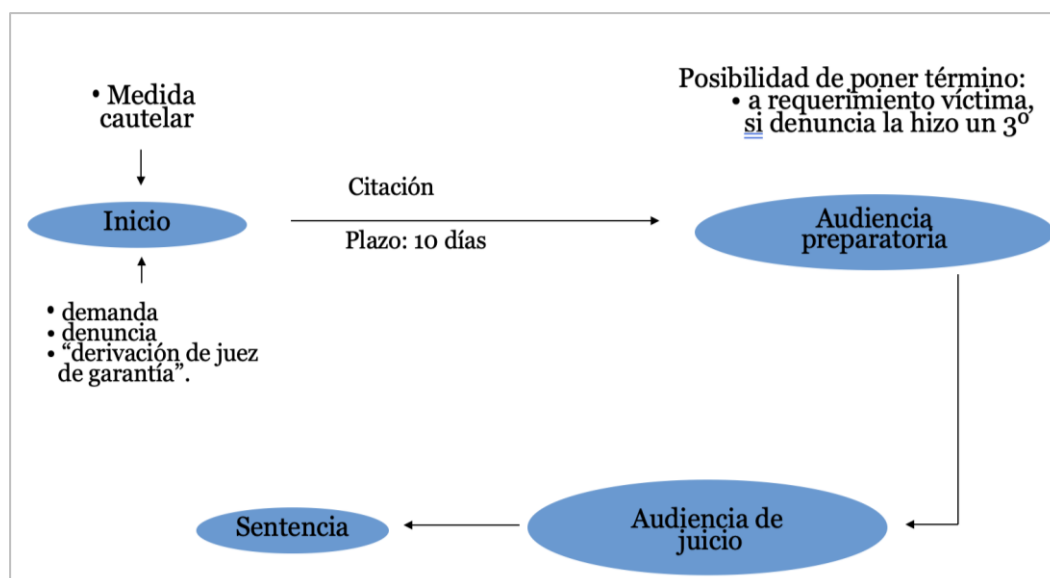 • Medida
cautelar
Inicio
• demanda
• denuncia
• “derivación de juez
de garantía”.
Citación
Plazo: 10 días
Posibilidad de poner término:
• a requerimiento víctima,
si denuncia la hizo un 3º
Audiencia
preparatoria
Audiencia de
juicio
Sentencia